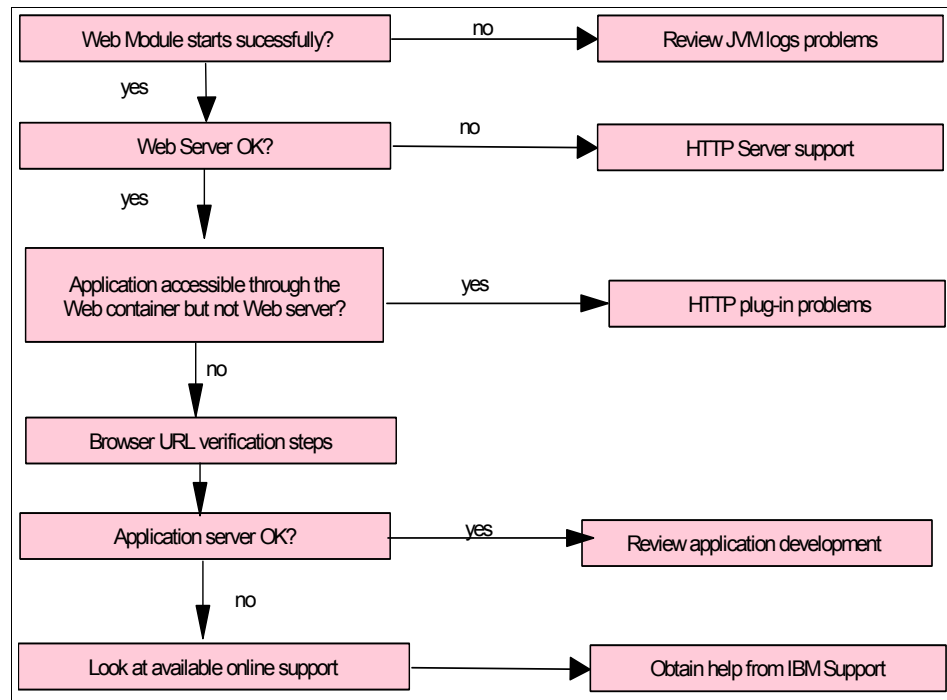 Web Module starts sucessfully?
no
Review JVM logs problems
yes
Web Server OK?
no
HTTP Server support
yes
Application accessible through the
Web container but not Web server?
yes
HTTP plug-in problems
no
Browser URL verification steps
Application server OK?
yes
Review application development
no
Look at available online support
Obtain help from IBM Support